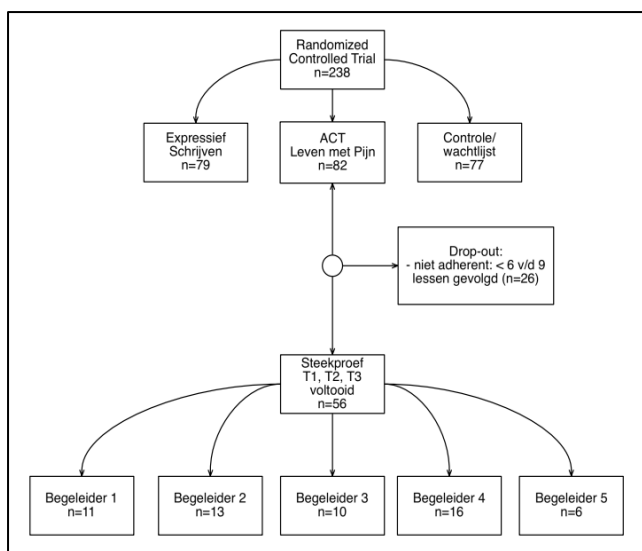 Randomized
Controlled Trial
n=238
Expressief
Schrijven
n=79
ACT
Leven met Pijn
n=82
Controle/
wachtlijst
n=77
Drop-out:
- niet adherent: < 6 v/d 9
lessen gevolgd (n=26)
Steekproef
T1, T2, T3
voltooid
n=56
Begeleider 1
n=11
Begeleider 2
n=13
Begeleider 3
n=10
Begeleider 4
n=16
Begeleider 5
n=6